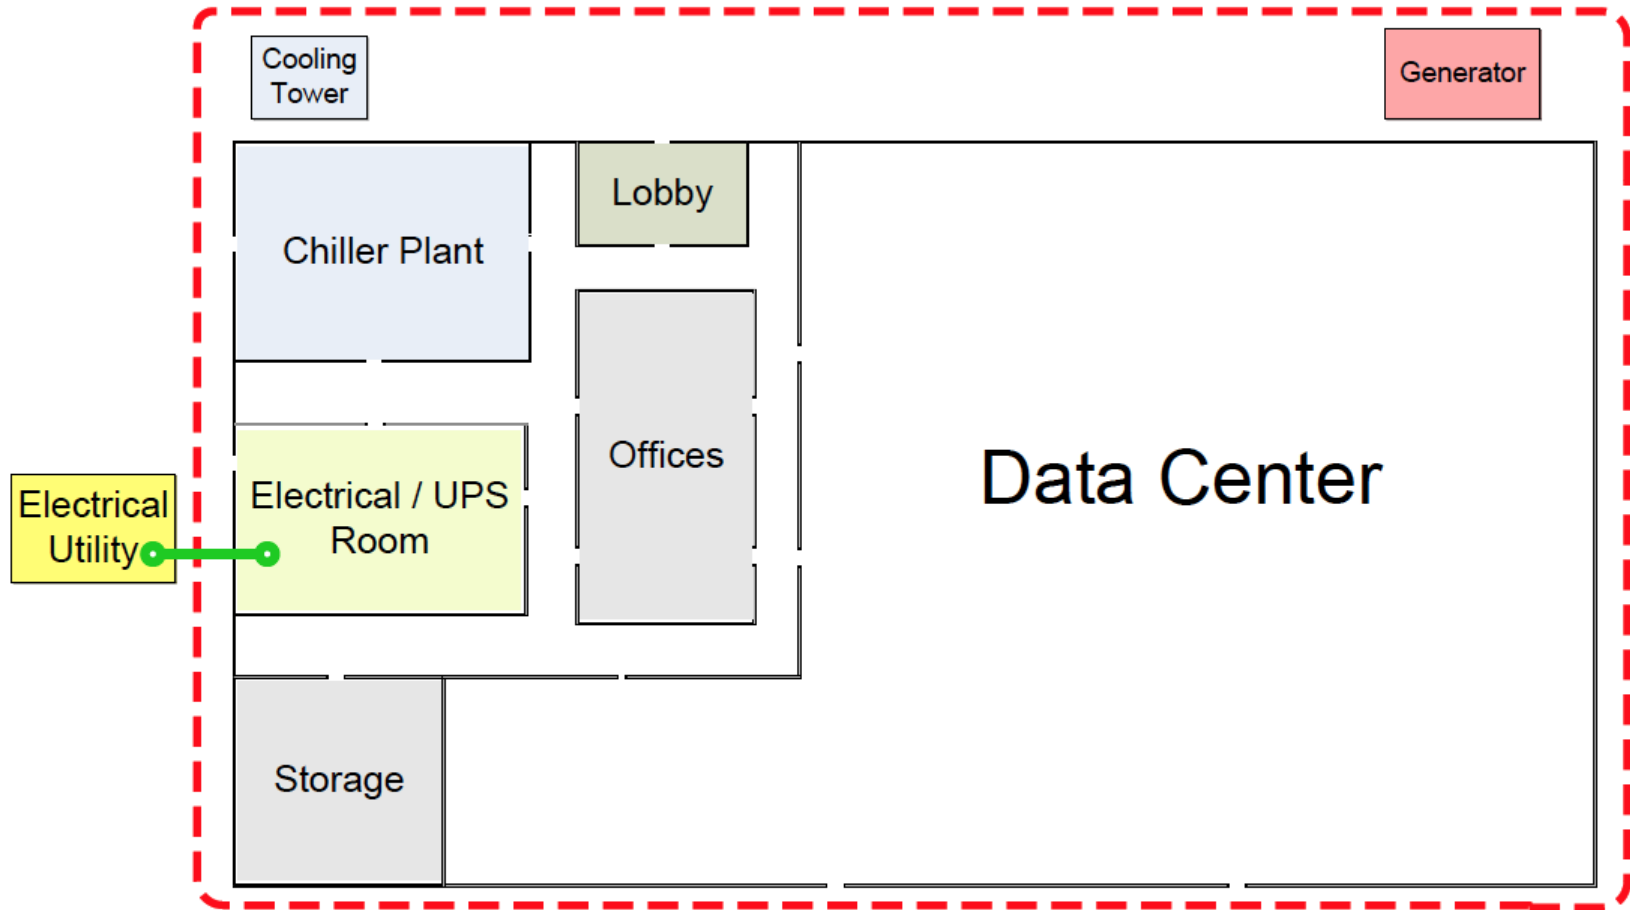 Cooling
Tower
Generator
Lobby
Chiller Plant
Offices
Data Center
Electrical / UPS
Room
Electrical
Utility
Storage